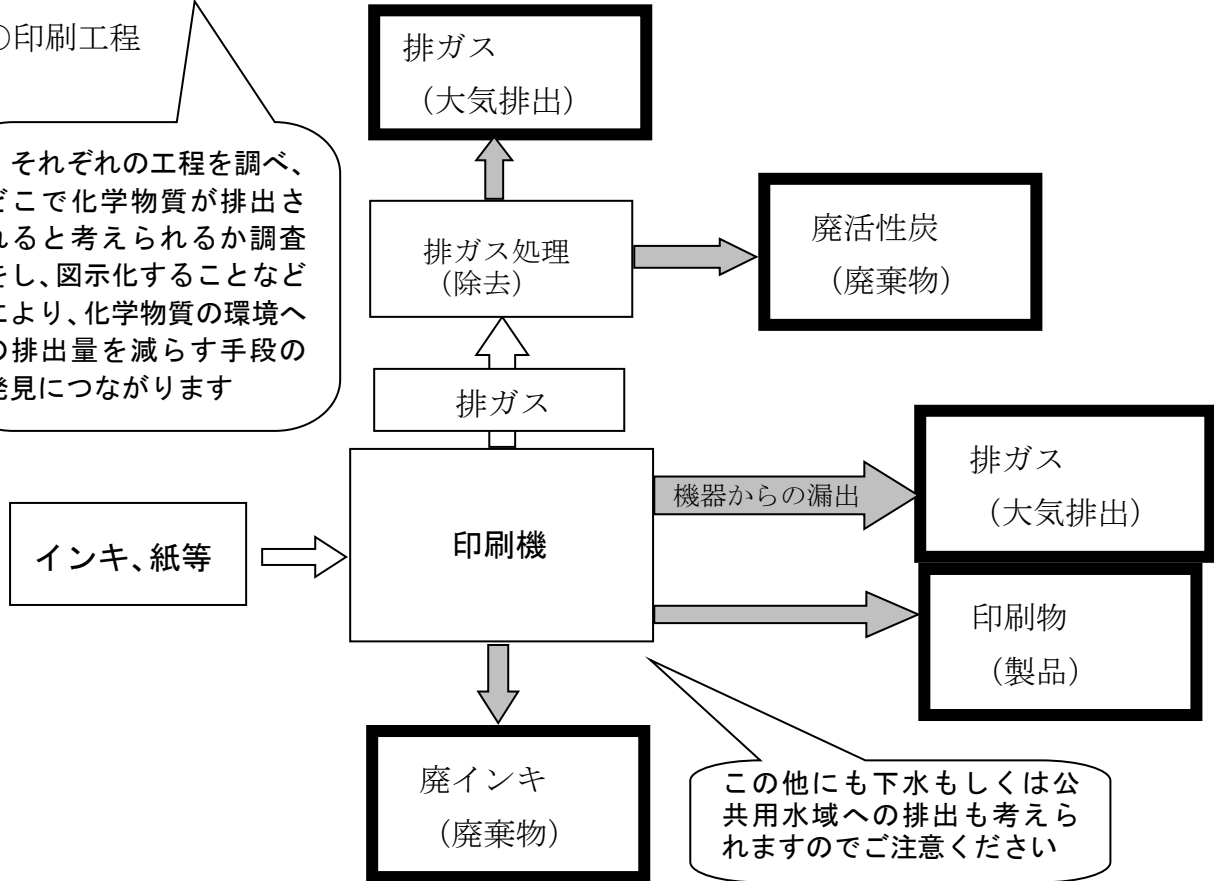 ○印刷工程
排ガス
（大気排出）
それぞれの工程を調べ、
どこで化学物質が排出さ
れると考えられるか調査
をし、図示化することなど
により、化学物質の環境へ
の排出量を減らす手段の
発見につながります
排ガス処理
（除去）
廃活性炭
（廃棄物）
排ガス
インキ、紙等
印刷機
機器からの漏出
排ガス
（大気排出）
印刷物
（製品）
廃インキ
（廃棄物）
この他にも下水もしくは公
共用水域への排出も考えら
れますのでご注意ください